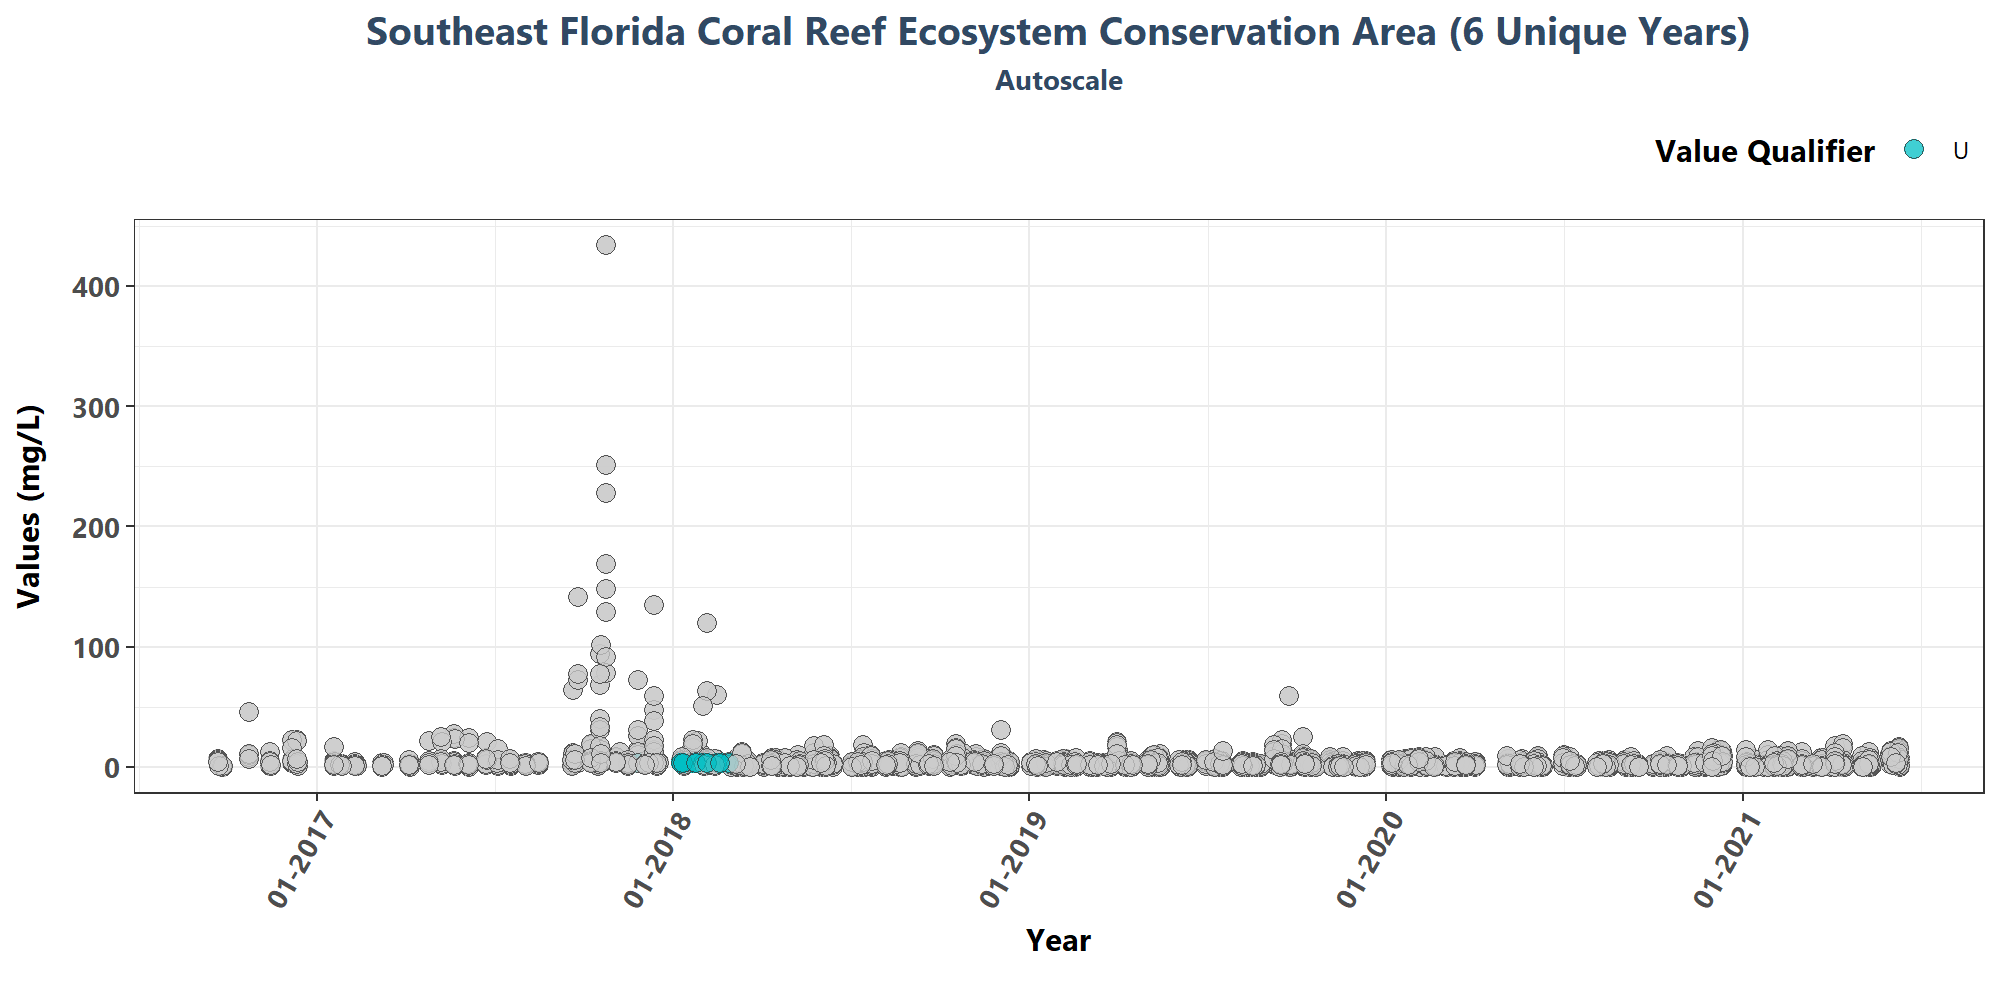 Southeast Florida Coral Reef Ecosystem Conservation Area (6 Unique Years)
Autoscale
Value Qualifier U
Values (mg/L)
400
300
200
100
0
01-2017
01-2018
01-2019
01-2020
01-2021
Year